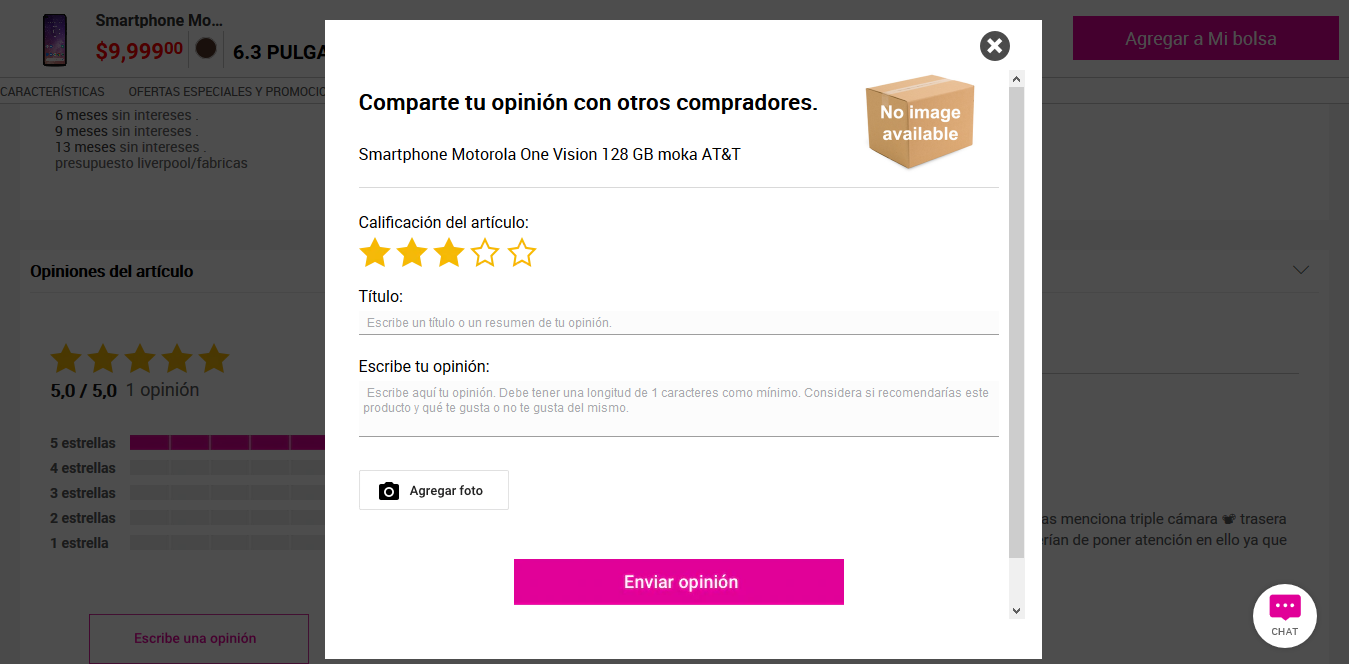 Smartphone Mo...
$9,999⁰⁰
6.3 PULGA
Agregar a Mi bolsa
CARACTERÍSTICAS
OFERTAS ESPECIALES Y PROMOCIO
6 meses sin intereses .
9 meses sin intereses .
13 meses sin intereses .
presupuesto liverpool/fabricas
Opiniones del artículo
5,0 / 5,0 1 opinión
5 estrellas
4 estrellas
3 estrellas
2 estrellas
1 estrella
Escribe una opinión
Comparte tu opinión con otros compradores.
No image
available
Smartphone Motorola One Vision 128 GB moka AT&T
Calificación del artículo:
Título:
Escribe un título o un resumen de tu opinión.
Escribe tu opinión:
Escribe aquí tu opinión. Debe tener una longitud de 1 caracteres como mínimo. Considera si recomendarías este
producto y qué te gusta o no te gusta del mismo.
Agregar foto
Enviar opinión
as menciona triple cámara 📽 trasera
erían de poner atención en ello ya que
CHAT